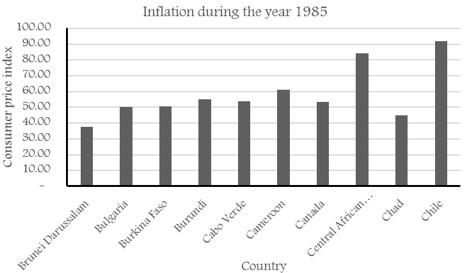 Inflation during the year 1985
Consumer price index
100.00
90.00
80.00
70.00
60.00
50.00
40.00
30.00
20.00
10.00
-
Brunei Darussalam
Bulgaria
Burkina Faso
Burundi
Cabo Verde
Cameroon
Canada
Central African...
Chad
Chile
Country